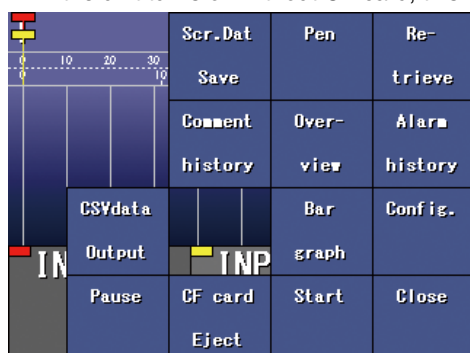 Scr.Dat Pen Re-
0 10 20 30
0 10
Save trieve
Comment Over- Alarm
history view history
CSVdata Bar Config.
Output graph
IN INP
Pause CF card Start Close
Eject